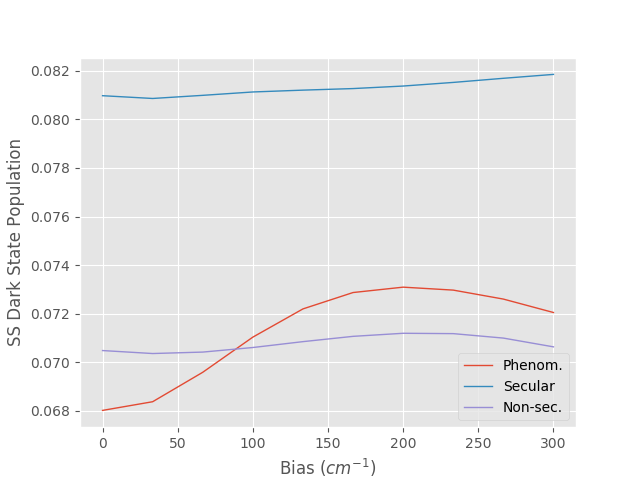 0.082
0.080
0.078
0.076
0.074
0.072
0.070
0.068
SS Dark State Population
0 50 100 150 200 250 300
Bias (cm⁻¹)
Phenom.
Secular
Non-sec.